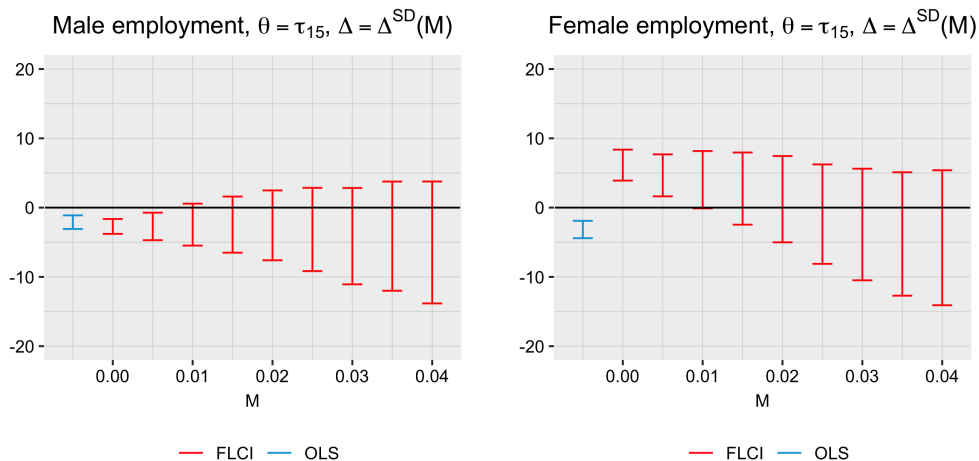 Male employment, θ = τ₁₅, Δ = Δ^SD(M)
20
10
0
-10
-20
0.00 0.01 0.02 0.03 0.04
M
FLCI OLS
Female employment, θ = τ₁₅, Δ = Δ^SD(M)
20
10
0
-10
-20
0.00 0.01 0.02 0.03 0.04
M
FLCI OLS